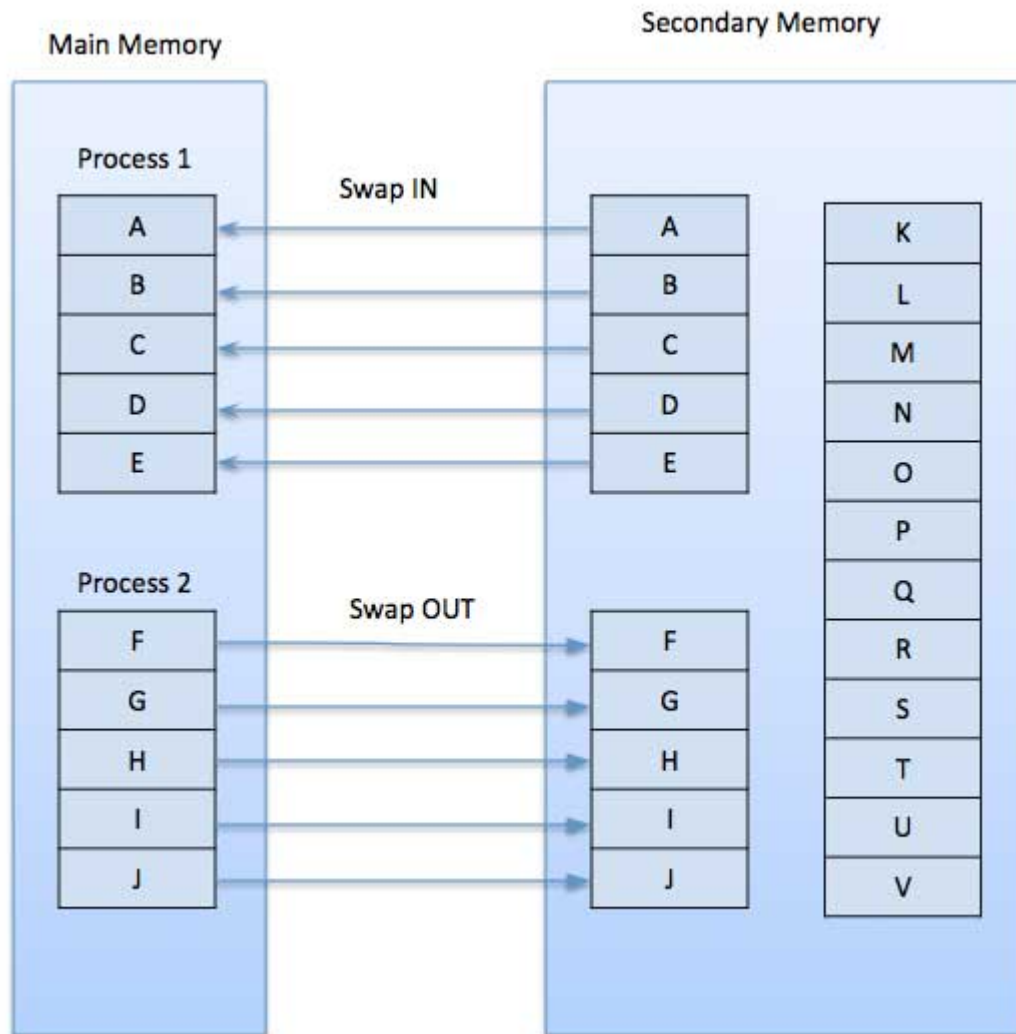 Main Memory
Secondary Memory
Process 1
Swap IN
A
B
C
D
E
Process 2
Swap OUT
F
G
H
I
J
A
B
C
D
E
F
G
H
I
J
K
L
M
N
O
P
Q
R
S
T
U
V